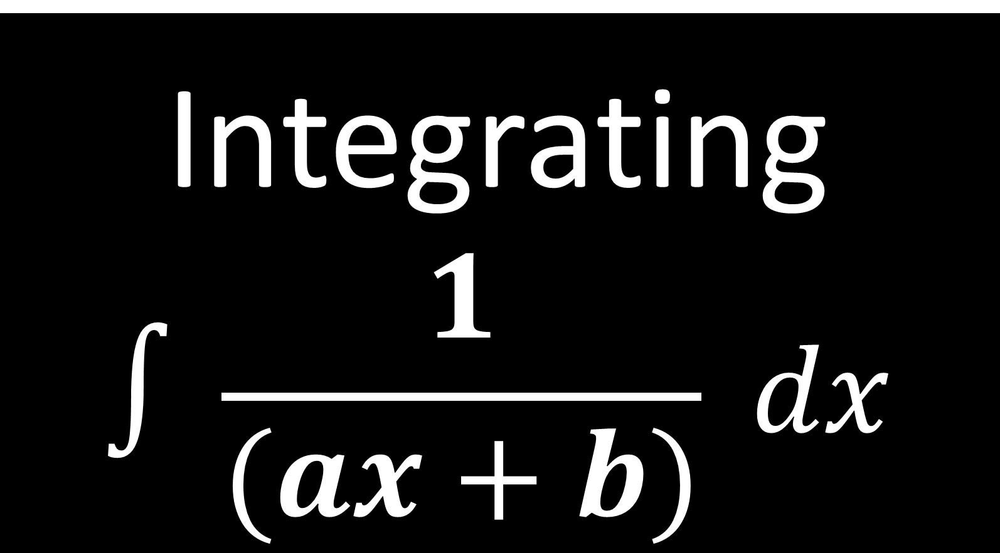 Integrating
∫ 1/(ax + b) dx